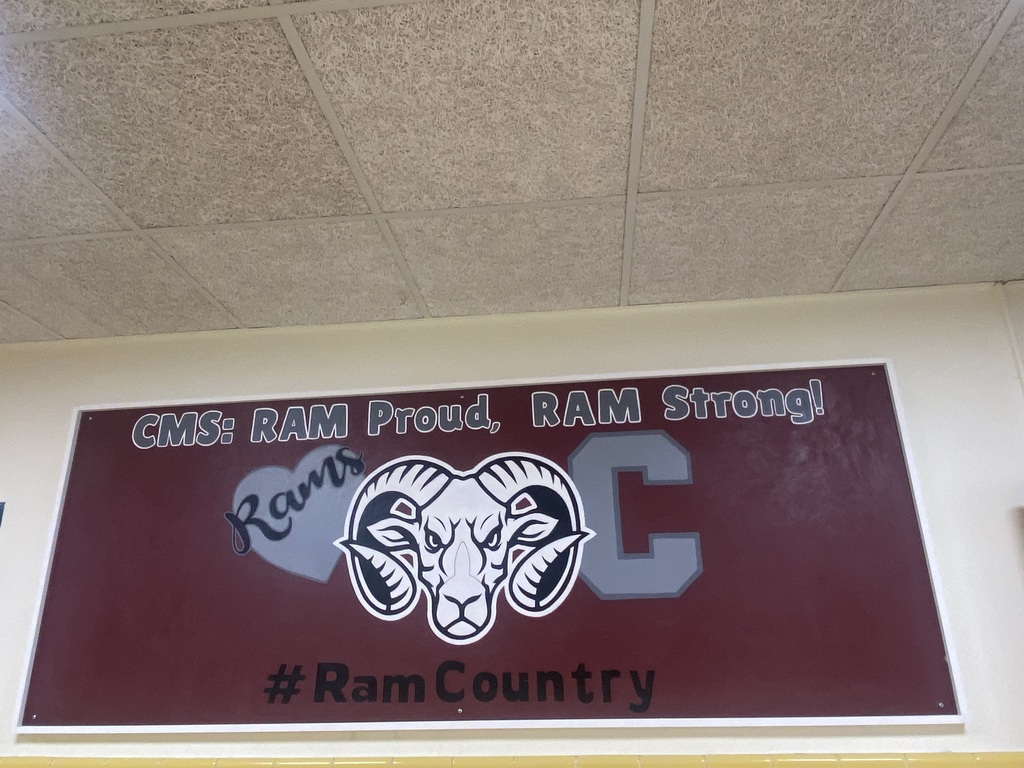 CMS: RAM Proud, RAM Strong!
Rams
C
#RamCountry